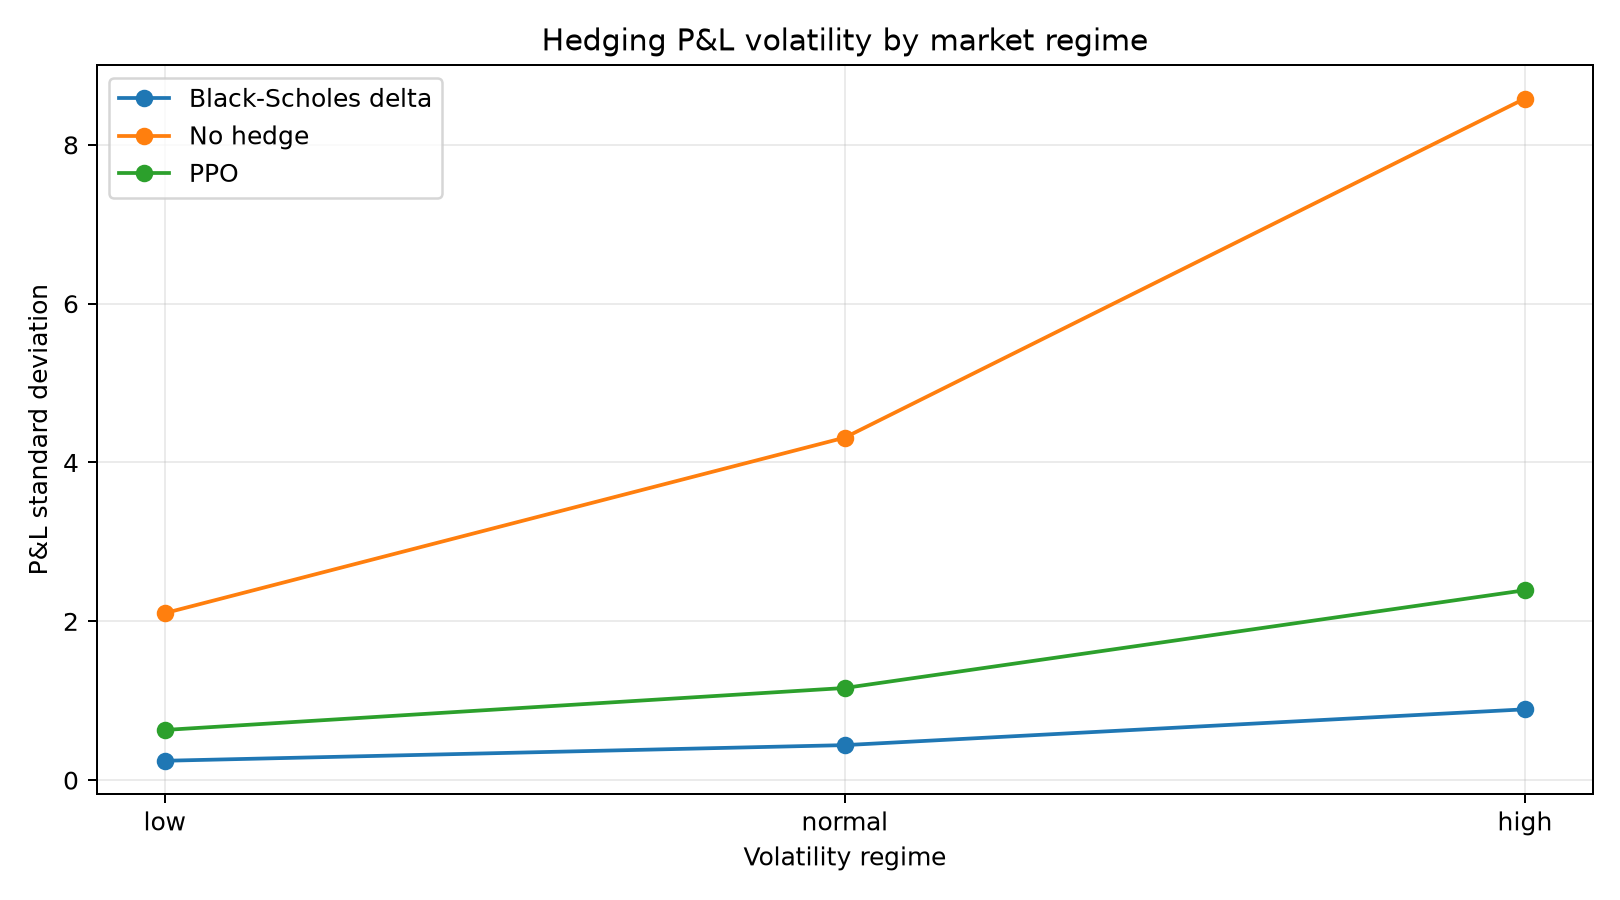 Hedging P&L volatility by market regime
Black-Scholes delta
No hedge
PPO
P&L standard deviation
8
6
4
2
0
low normal high
Volatility regime